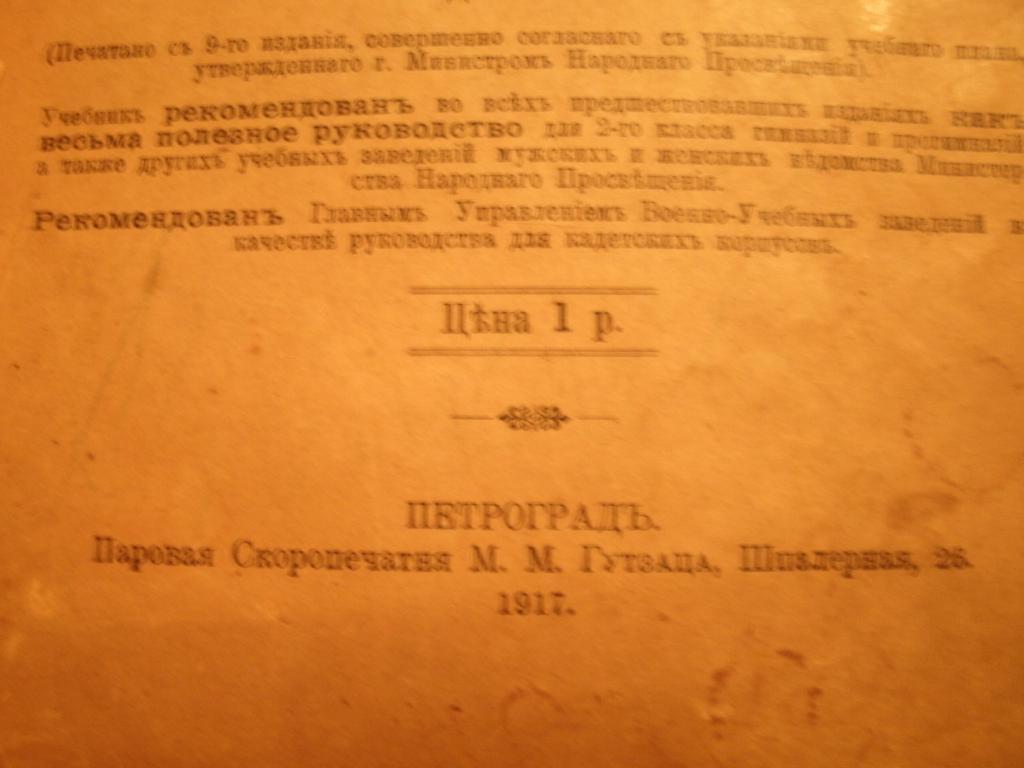 (Печатано съ 9-го изданія, совершенно согласнаго съ указаніями учебнаго плана,
утвержденнаго г. Министромъ Народнаго Просвѣщенія).
Учебникъ рекомендованъ во всѣхъ предшествовавшихъ изданіяхъ какъ
весьма полезное руководство для 2-го класса гимназій и прогимназій
а также другихъ учебныхъ заведеній мужскихъ и женскихъ вѣдомства Министер
ства Народнаго Просвѣщенія.
Рекомендованъ Главнымъ Управленіемъ Военно-Учебныхъ заведеній в
качествѣ руководства для кадетскихъ корпусовъ.
Цѣна 1 р.
ПЕТРОГРАДЪ.
Паровая Скоропечатня М. М. Гутзаца, Шпалерная, 26.
1917.